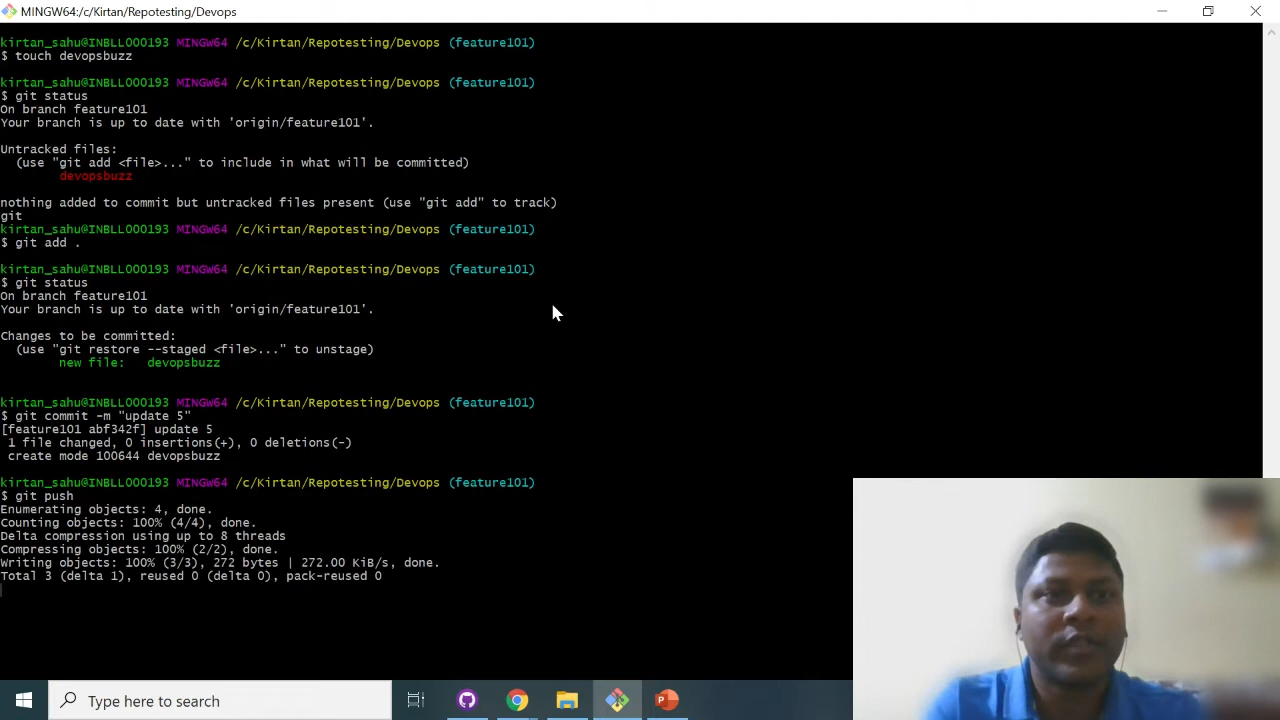 MINGW64:/c/Kirtan/Repotesting/Devops
kirtan_sahu@INBLL000193 MINGW64 /c/Kirtan/Repotesting/Devops (feature101)
$ touch devopsbuzz
kirtan_sahu@INBLL000193 MINGW64 /c/Kirtan/Repotesting/Devops (feature101)
$ git status
On branch feature101
Your branch is up to date with 'origin/feature101'.
Untracked files:
(use "git add <file>..." to include in what will be committed)
devopsbuzz
nothing added to commit but untracked files present (use "git add" to track)
git
kirtan_sahu@INBLL000193 MINGW64 /c/Kirtan/Repotesting/Devops (feature101)
$ git add .
kirtan_sahu@INBLL000193 MINGW64 /c/Kirtan/Repotesting/Devops (feature101)
$ git status
On branch feature101
Your branch is up to date with 'origin/feature101'.
Changes to be committed:
(use "git restore --staged <file>..." to unstage)
new file:   devopsbuzz
kirtan_sahu@INBLL000193 MINGW64 /c/Kirtan/Repotesting/Devops (feature101)
$ git commit -m "update 5"
[feature101 abf342f] update 5
1 file changed, 0 insertions(+), 0 deletions(-)
create mode 100644 devopsbuzz
kirtan_sahu@INBLL000193 MINGW64 /c/Kirtan/Repotesting/Devops (feature101)
$ git push
Enumerating objects: 4, done.
Counting objects: 100% (4/4), done.
Delta compression using up to 8 threads
Compressing objects: 100% (2/2), done.
Writing objects: 100% (3/3), 272 bytes | 272.00 KiB/s, done.
Total 3 (delta 1), reused 0 (delta 0), pack-reused 0
Type here to search